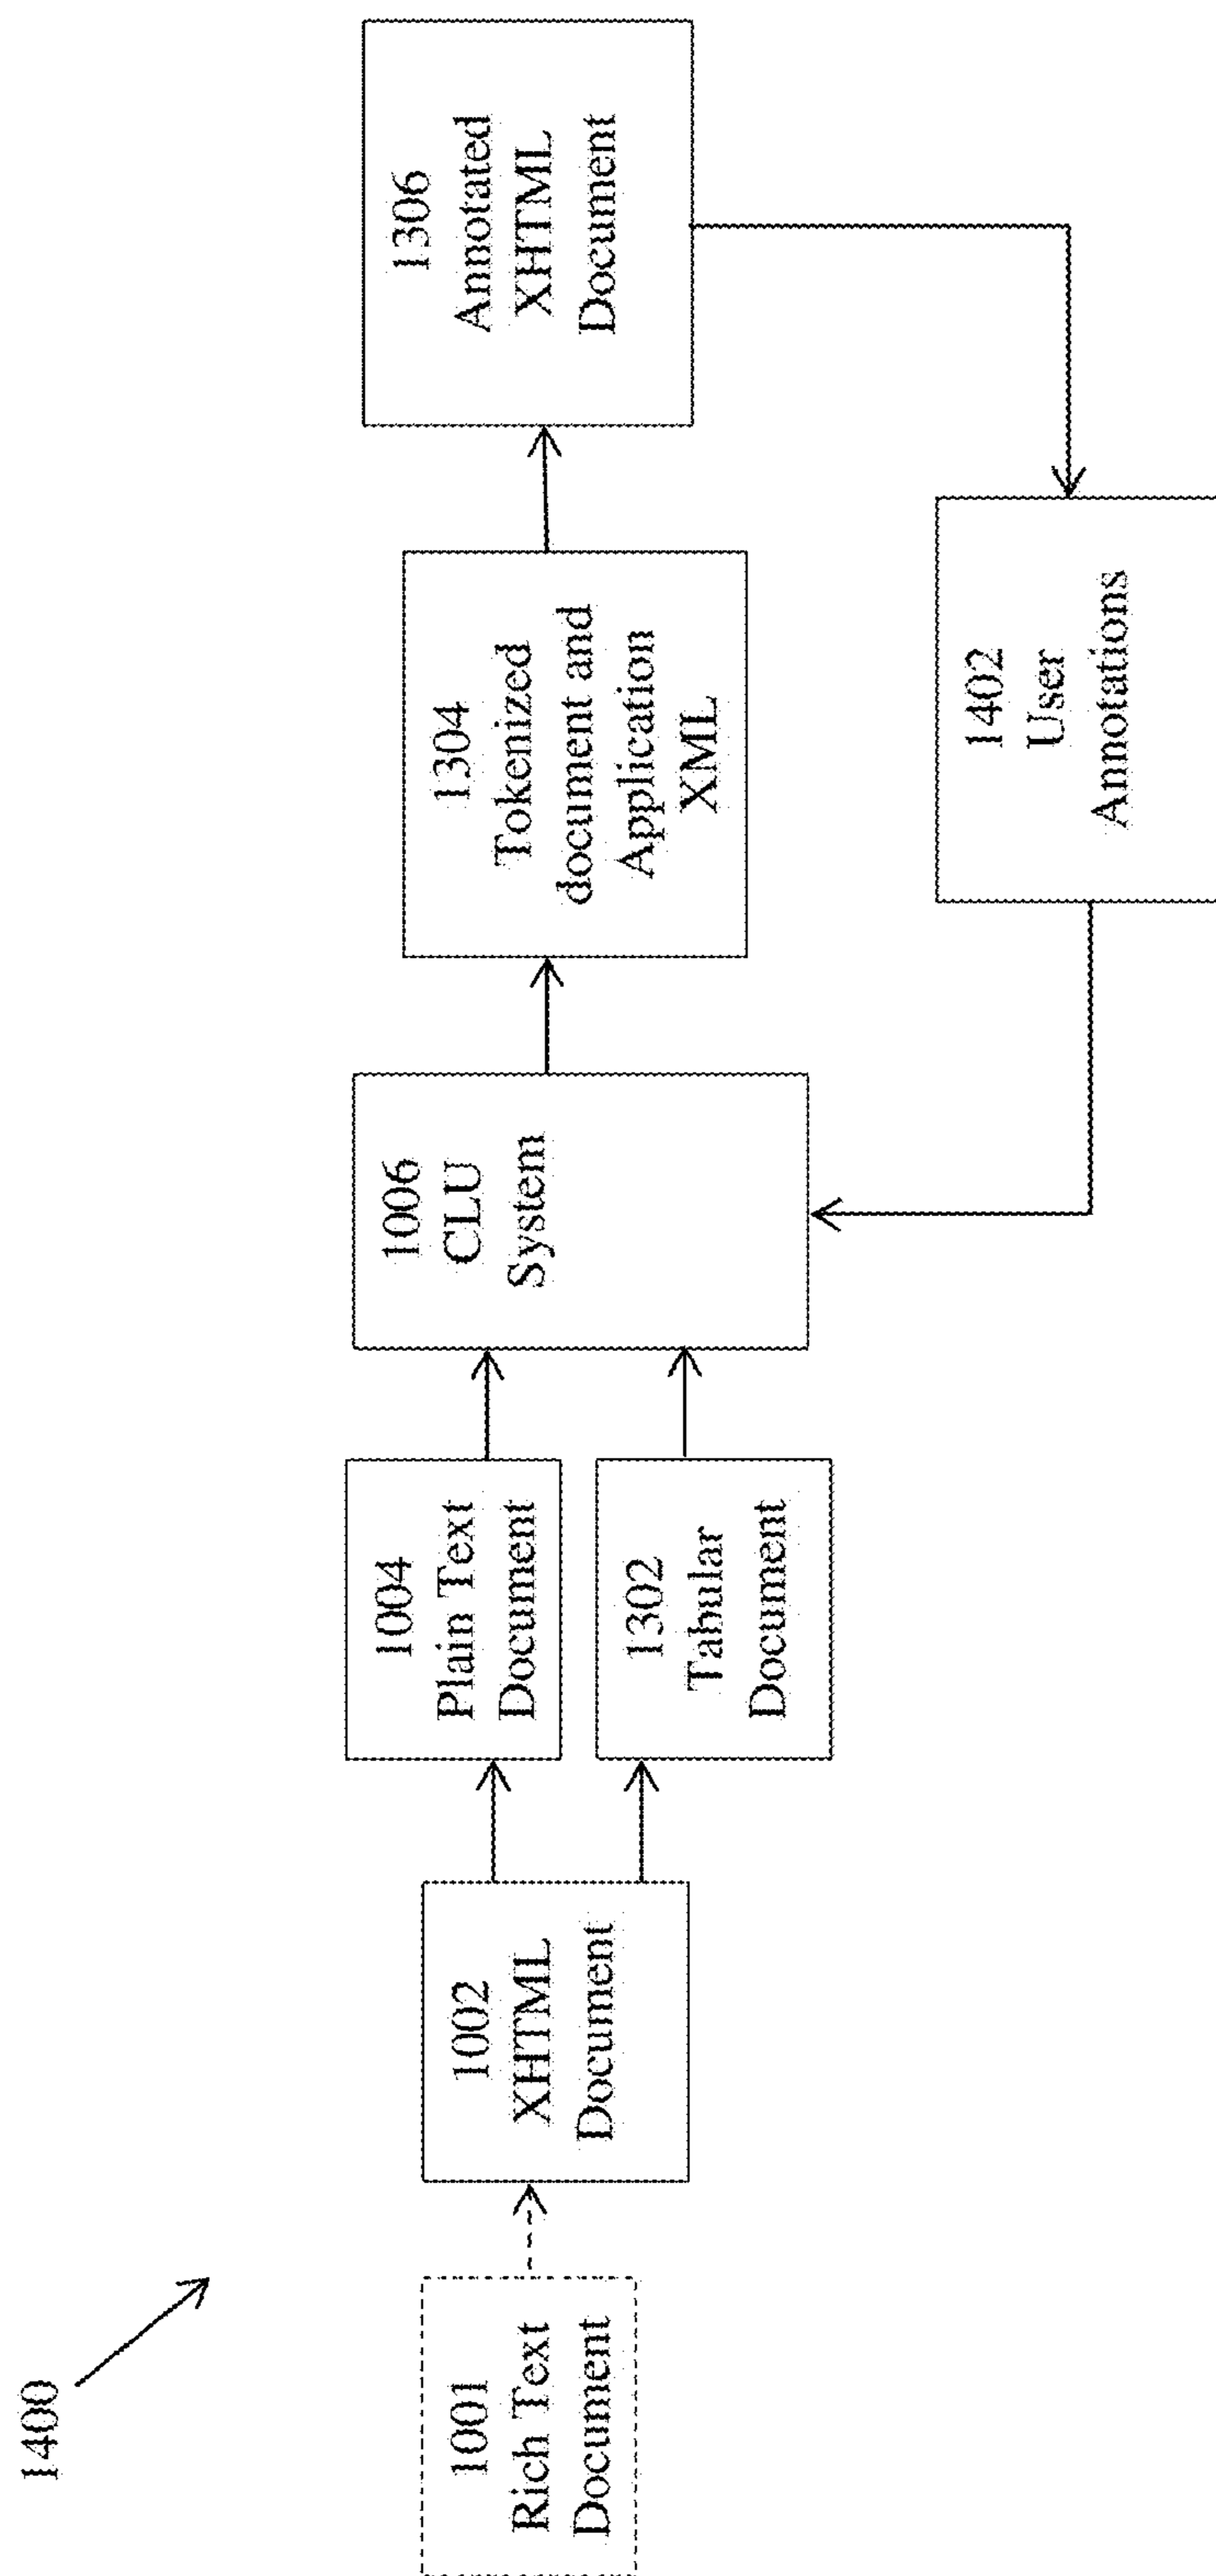 1400
1001
Rich Text
Document
1002
XHTML
Document
1004
Plain Text
Document
1302
Tabular
Document
1006
CLU
System
1304
Tokenized
document and
Application
XML
1306
Annotated
XHTML
Document
1402
User
Annotations